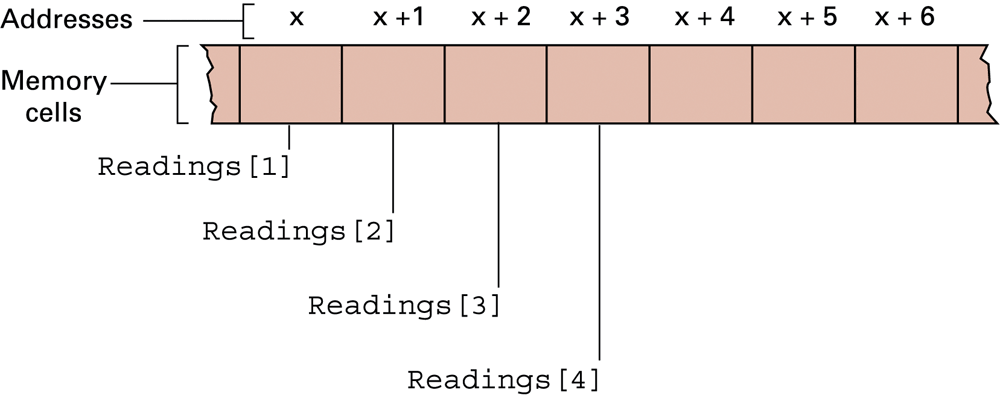 Addresses x x +1 x + 2 x + 3 x + 4 x + 5 x + 6
Memory
cells
Readings[1]
Readings[2]
Readings[3]
Readings[4]